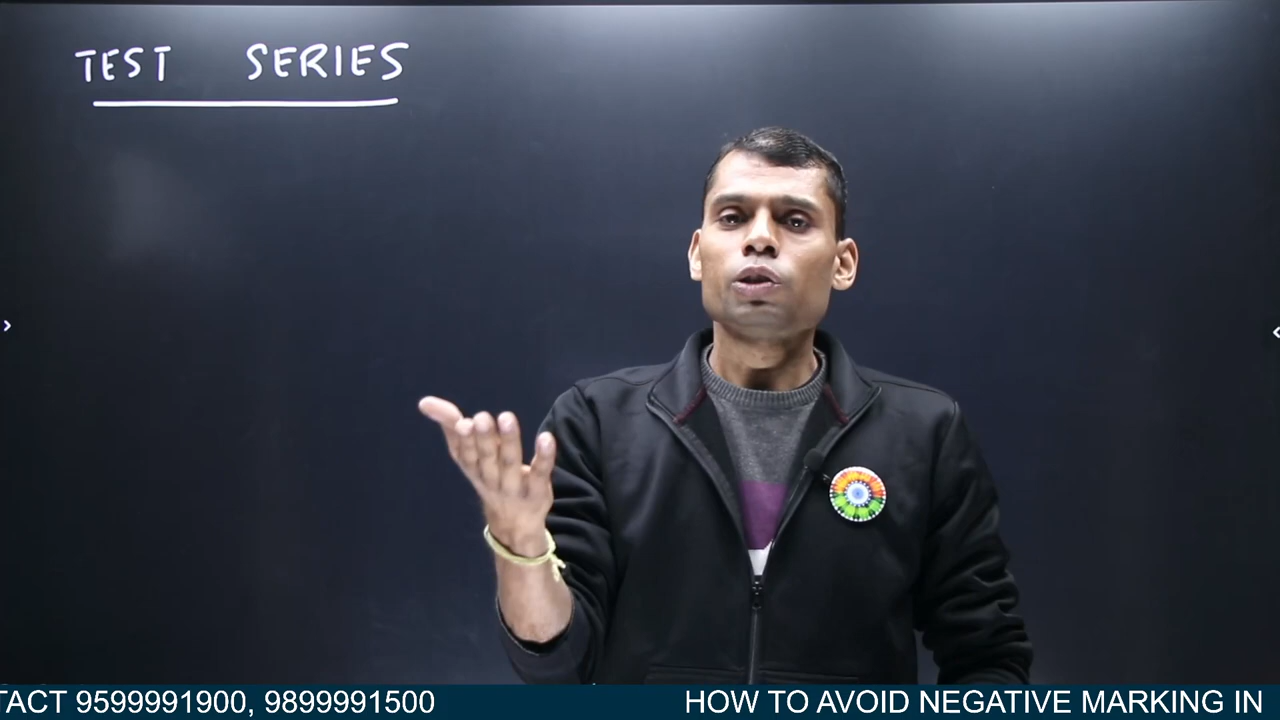 TEST SERIES
TACT 9599991900, 9899991500
HOW TO AVOID NEGATIVE MARKING IN